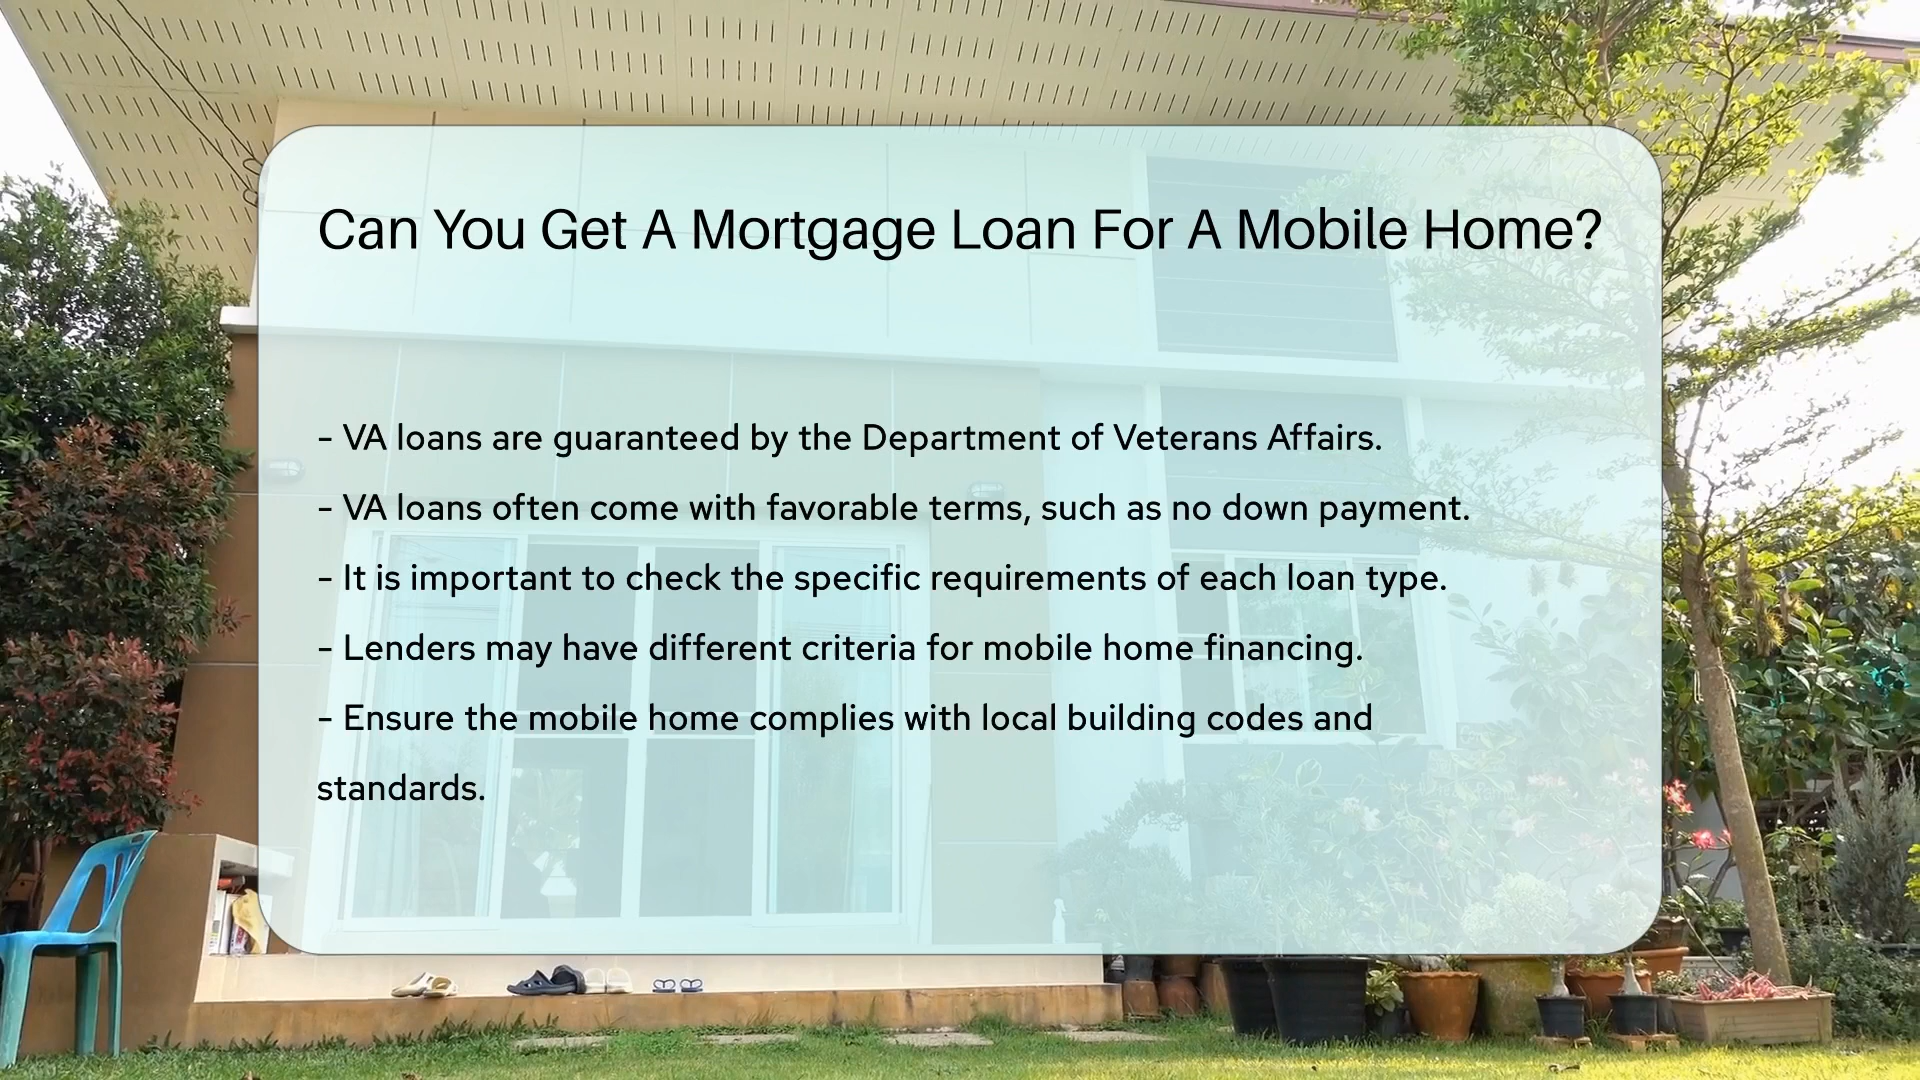 Can You Get A Mortgage Loan For A Mobile Home?
- VA loans are guaranteed by the Department of Veterans Affairs.
- VA loans often come with favorable terms, such as no down payment.
- It is important to check the specific requirements of each loan type.
- Lenders may have different criteria for mobile home financing.
- Ensure the mobile home complies with local building codes and
standards.